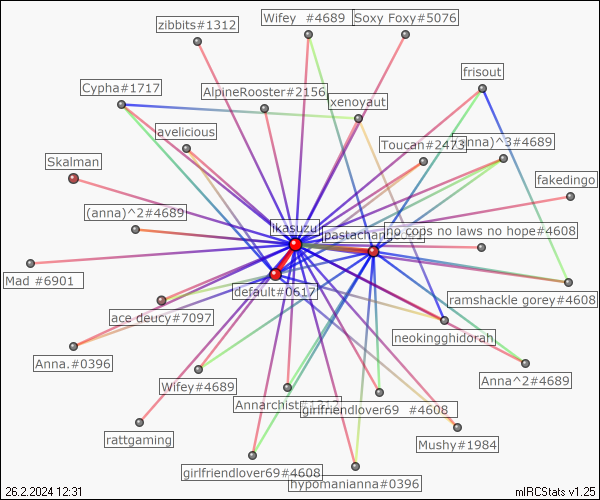 Wifey  #4689
Soxy Foxy#5076
zibbits#1312
frisout
Cypha#1717
AlpineRooster#2156
xenoyaut
lavelicious
Toucan#2473
(anna)^3#4689
Skalman
fakedingo
(anna)^2#4689
Ikasuzu
no cops no laws no hope#4608
Mad #6901
default#0617
ramshackle gorey#4608
ace deucy#7097
neokingghidorah
Anna.#0396
Anna^2#4689
Wifey#4689
girlfriendlover69  #4608
rattgaming
Mushy#1984
girlfriendlover69#4608
hypomanianna#0396
26.2.2024 12:31
mIRCStats v1.25